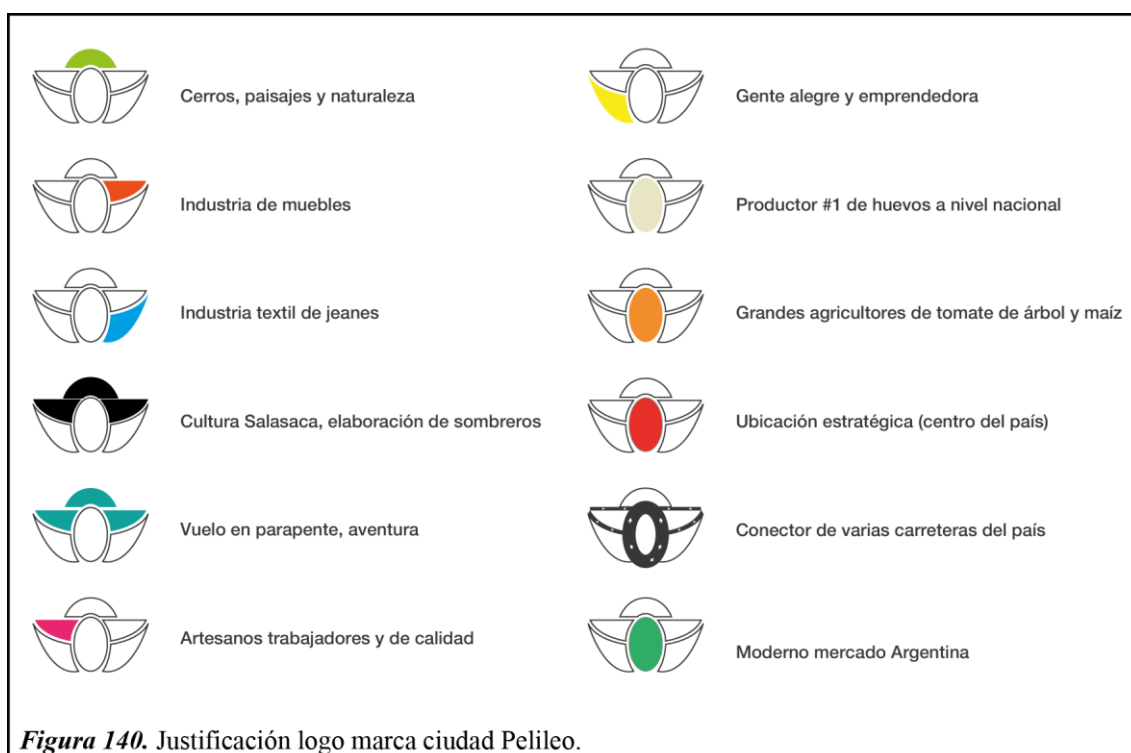 Cerros, paisajes y naturaleza
Industria de muebles
Industria textil de jeanes
Cultura Salasaca, elaboración de sombreros
Vuelo en parapente, aventura
Artesanos trabajadores y de calidad
Gente alegre y emprendedora
Productor #1 de huevos a nivel nacional
Grandes agricultores de tomate de árbol y maíz
Ubicación estratégica (centro del país)
Conector de varias carreteras del país
Moderno mercado Argentina
Figura 140. Justificación logo marca ciudad Pelileo.